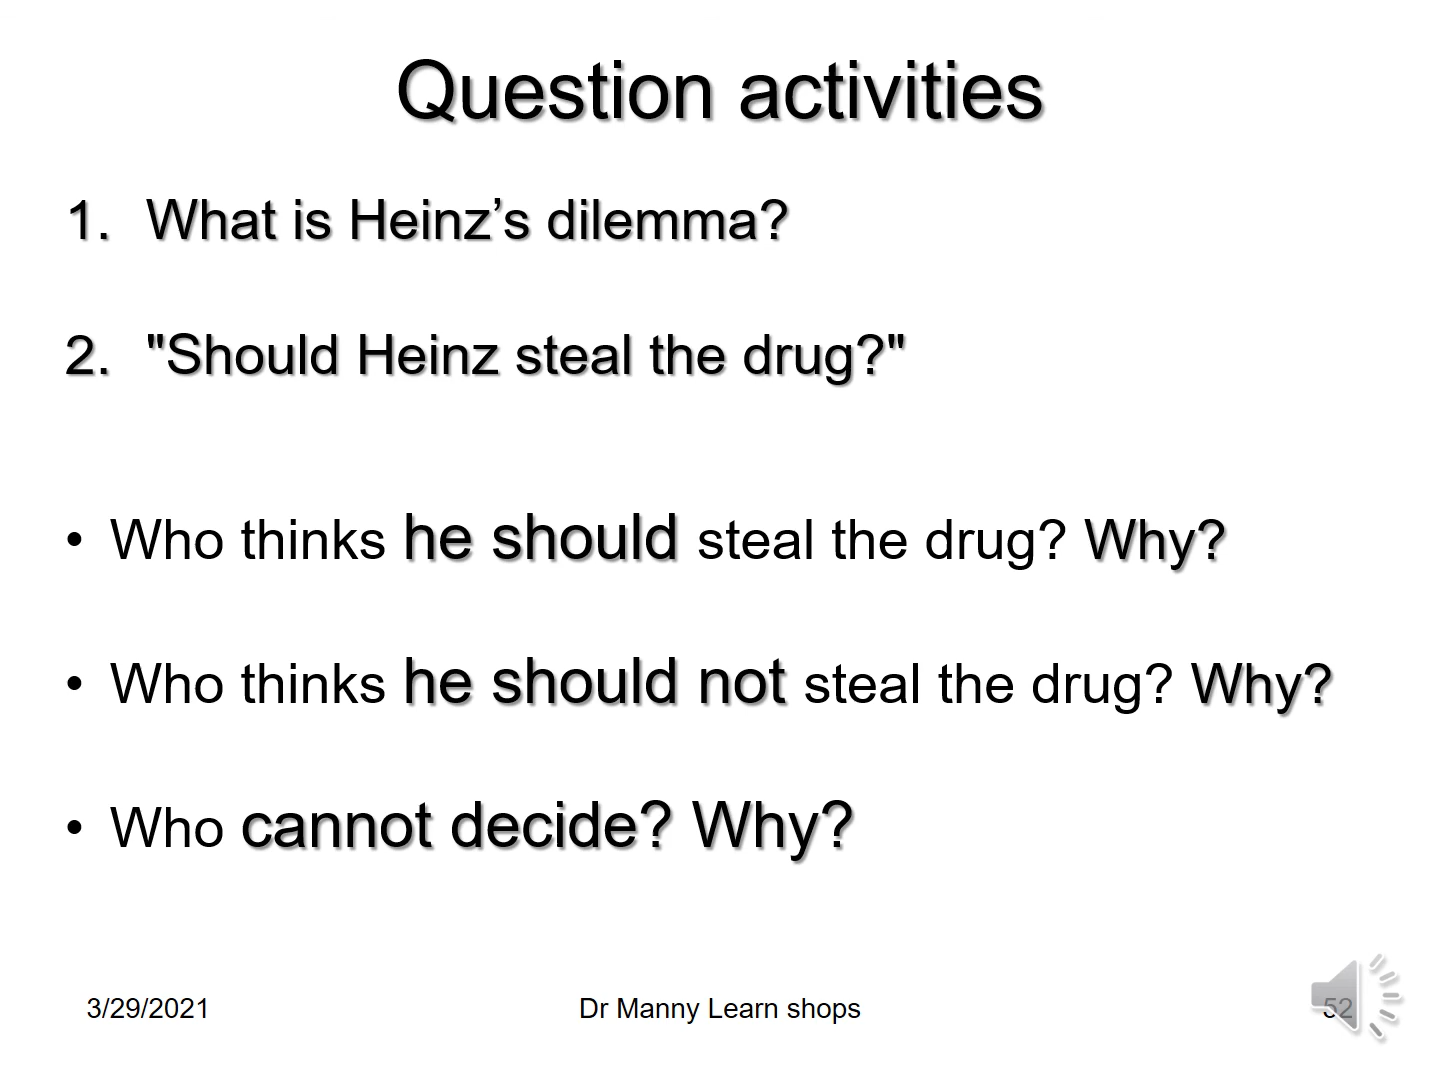 Question activities
1. What is Heinz’s dilemma?
2. "Should Heinz steal the drug?"
• Who thinks he should steal the drug? Why?
• Who thinks he should not steal the drug? Why?
• Who cannot decide? Why?
3/29/2021 Dr Manny Learn shops 52